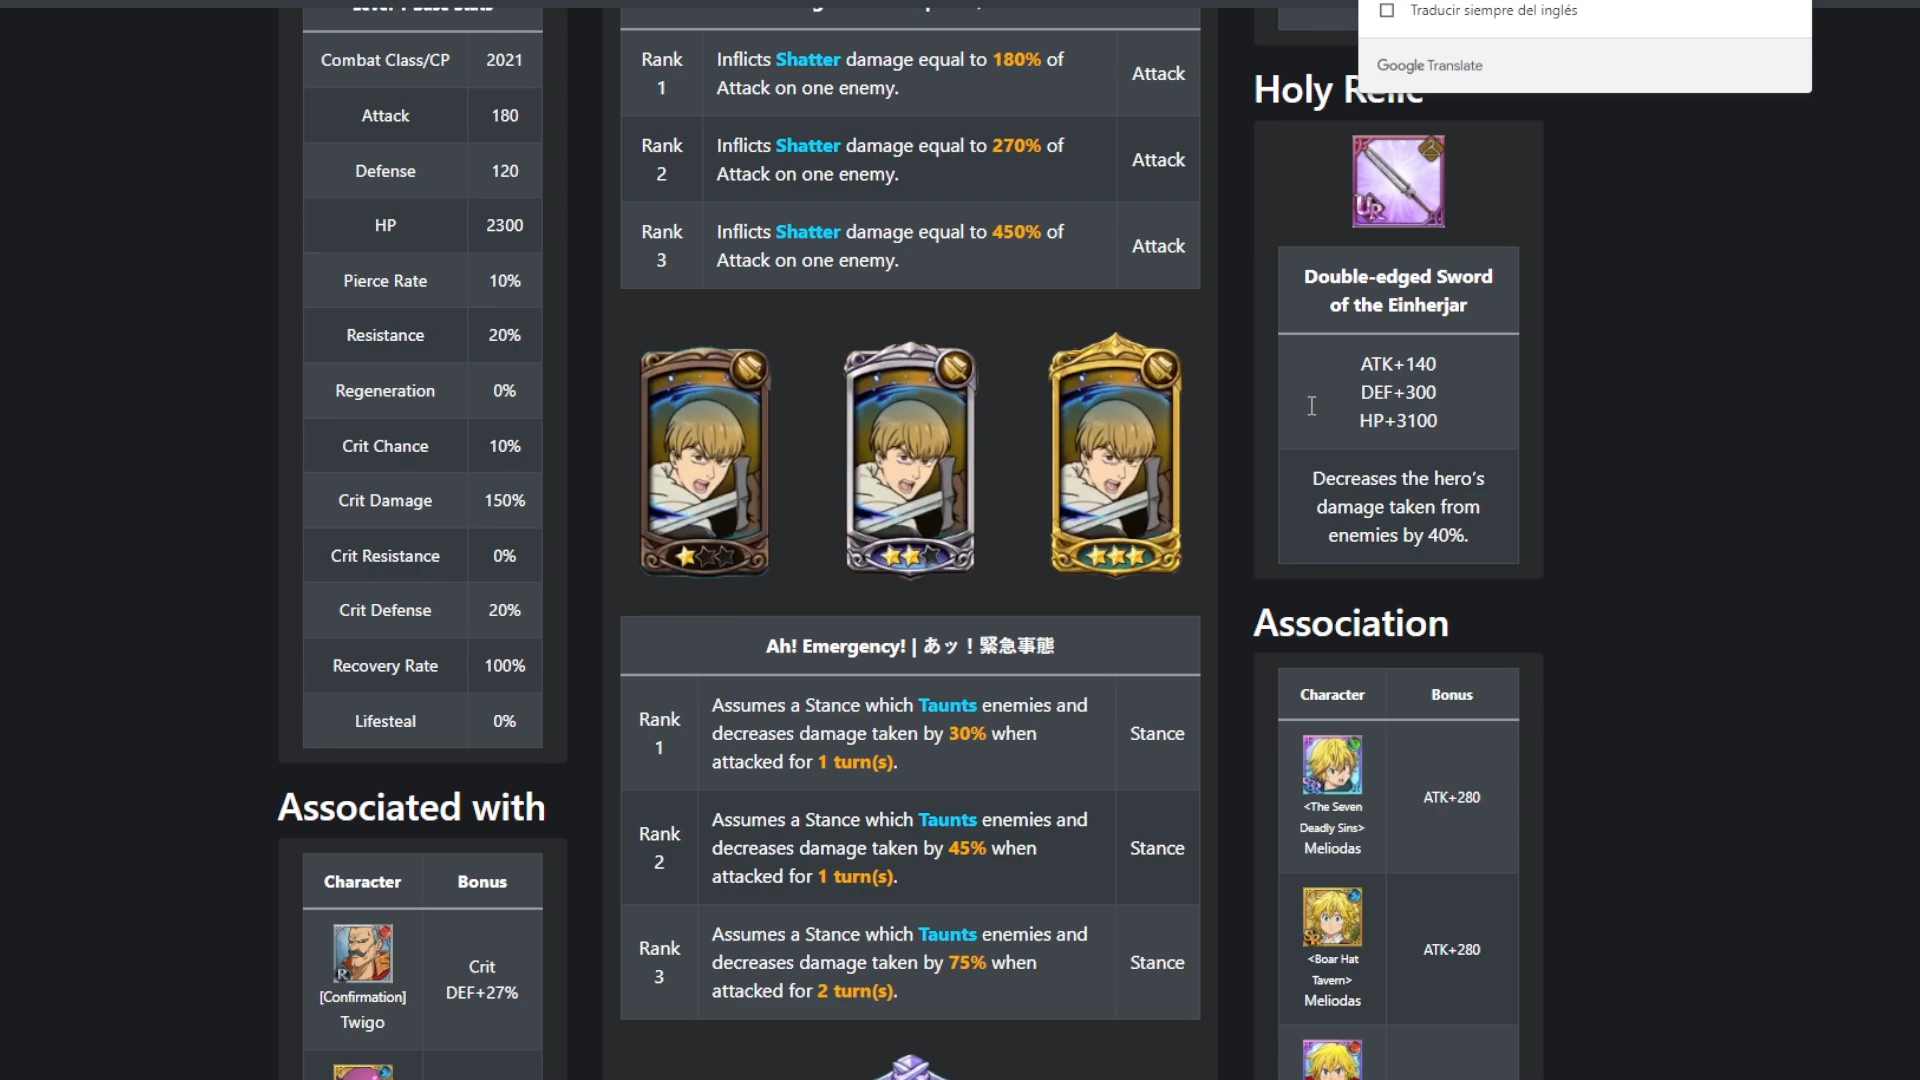 Combat Class/CP 2021
Attack 180
Defense 120
HP 2300
Pierce Rate 10%
Resistance 20%
Regeneration 0%
Crit Chance 10%
Crit Damage 150%
Crit Resistance 0%
Crit Defense 20%
Recovery Rate 100%
Lifesteal 0%
Associated with
Character Bonus
R
[Confirmation]
Twigo
Crit
DEF+27%
Rank
1
Inflicts Shatter damage equal to 180% of
Attack on one enemy.
Attack
Rank
2
Inflicts Shatter damage equal to 270% of
Attack on one enemy.
Attack
Rank
3
Inflicts Shatter damage equal to 450% of
Attack on one enemy.
Attack
Ah! Emergency! | あッ！緊急事態
Rank
1
Assumes a Stance which Taunts enemies and
decreases damage taken by 30% when
attacked for 1 turn(s).
Stance
Rank
2
Assumes a Stance which Taunts enemies and
decreases damage taken by 45% when
attacked for 1 turn(s).
Stance
Rank
3
Assumes a Stance which Taunts enemies and
decreases damage taken by 75% when
attacked for 2 turn(s).
Stance
Traducir siempre del inglés
Google Translate
Holy Relic
UR
Double-edged Sword
of the Einherjar
ATK+140
DEF+300
HP+3100
Decreases the hero’s
damage taken from
enemies by 40%.
Association
Character Bonus
SR
<The Seven
Deadly Sins>
Meliodas
ATK+280
SR
<Boar Hat
Tavern>
Meliodas
ATK+280